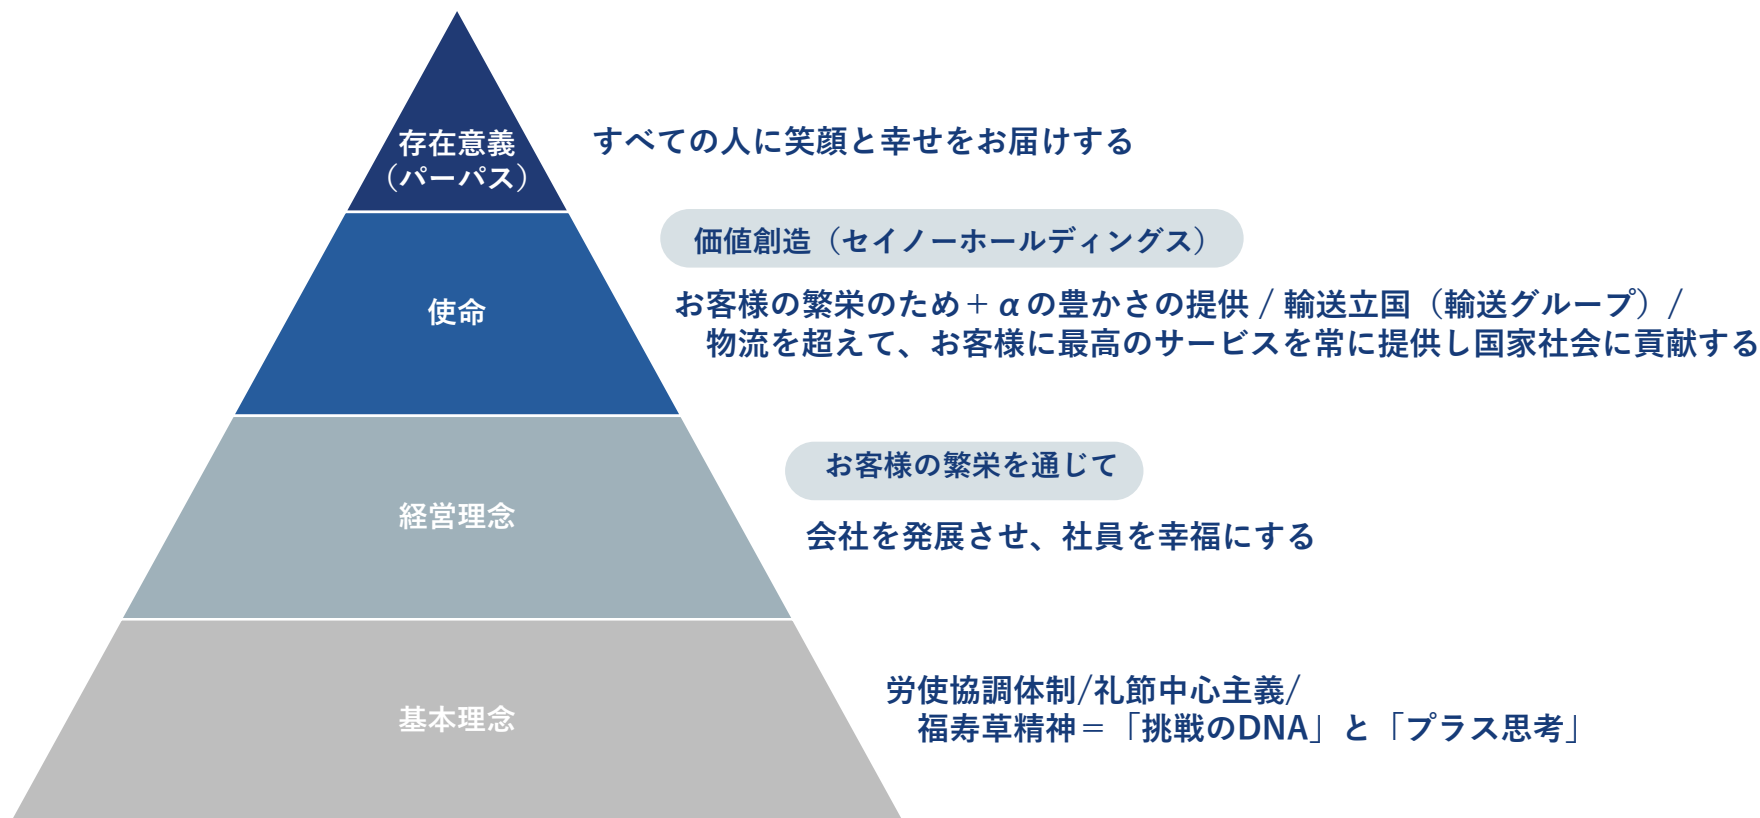 存在意義
（パーパス）
すべての人に笑顔と幸せをお届けする
使命
価値創造（セイノーホールディングス）
お客様の繁栄のため＋αの豊かさの提供 / 輸送立国（輸送グループ）/
物流を超えて、お客様に最高のサービスを常に提供し国家社会に貢献する
経営理念
お客様の繁栄を通じて
会社を発展させ、社員を幸福にする
基本理念
労使協調体制/礼節中心主義/
福寿草精神＝「挑戦のDNA」と「プラス思考」